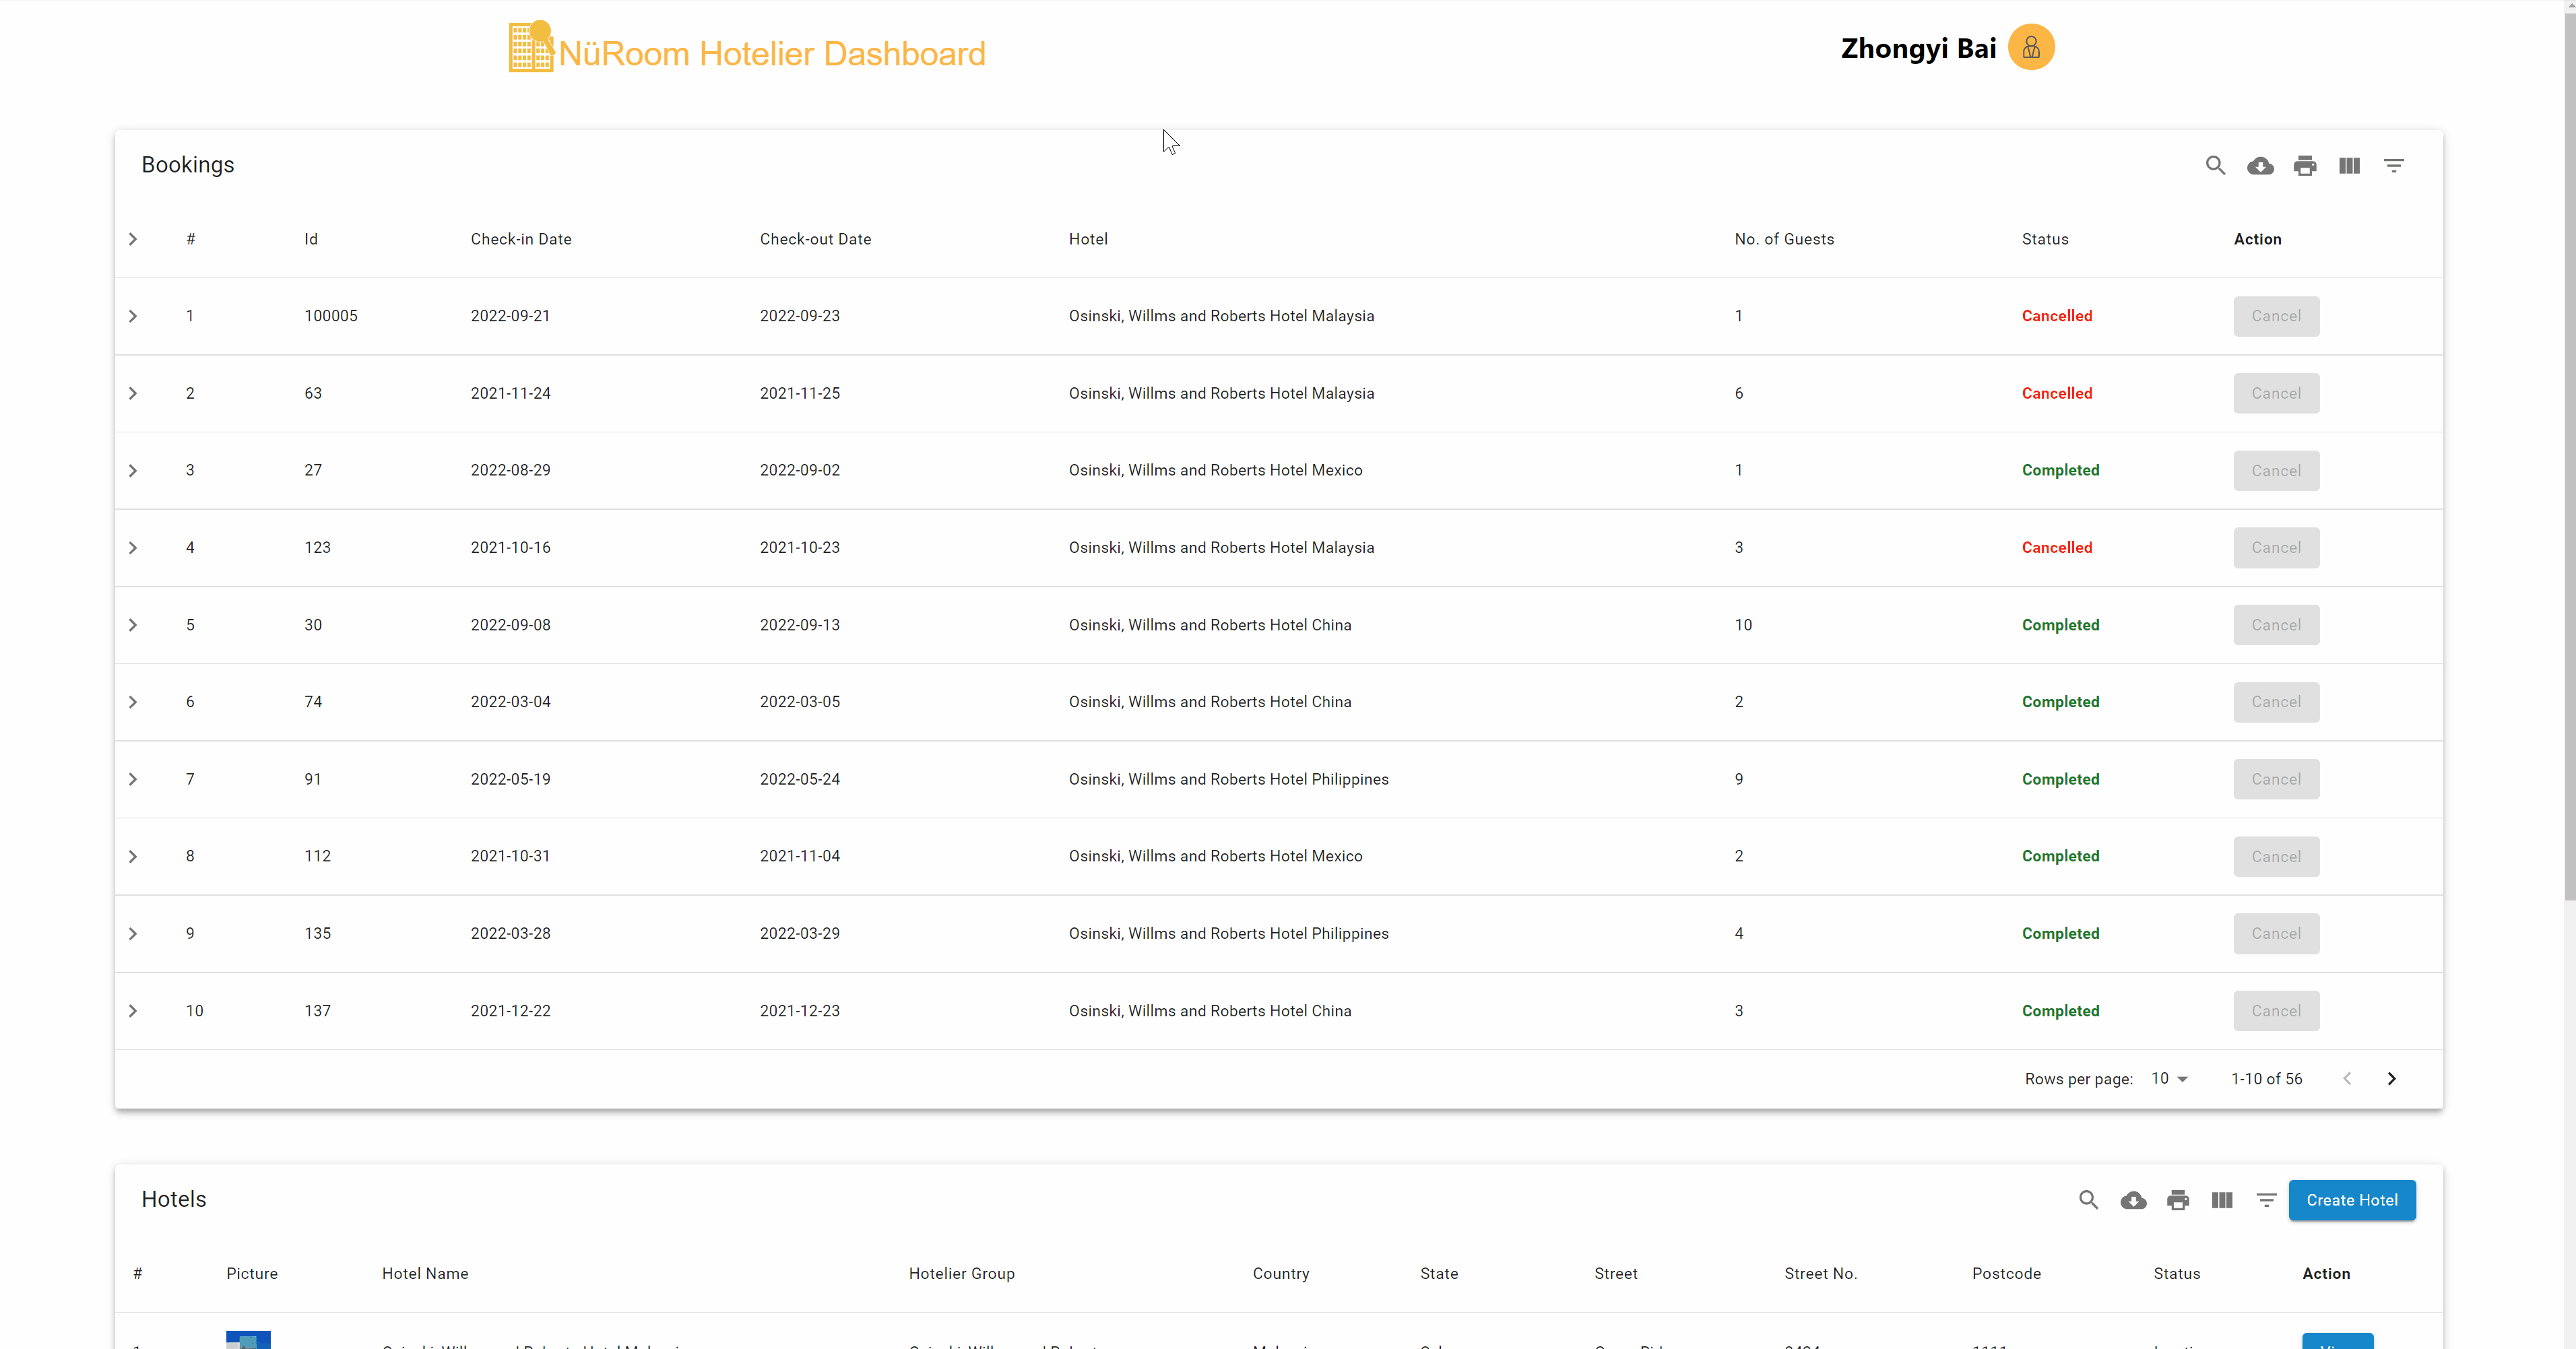 NüRoom Hotelier Dashboard
Zhongyi Bai
Bookings
# Id Check-in Date Check-out Date Hotel No. of Guests Status Action
1 100005 2022-09-21 2022-09-23 Osinski, Willms and Roberts Hotel Malaysia 1 Cancelled Cancel
2 63 2021-11-24 2021-11-25 Osinski, Willms and Roberts Hotel Malaysia 6 Cancelled Cancel
3 27 2022-08-29 2022-09-02 Osinski, Willms and Roberts Hotel Mexico 1 Completed Cancel
4 123 2021-10-16 2021-10-23 Osinski, Willms and Roberts Hotel Malaysia 3 Cancelled Cancel
5 30 2022-09-08 2022-09-13 Osinski, Willms and Roberts Hotel China 10 Completed Cancel
6 74 2022-03-04 2022-03-05 Osinski, Willms and Roberts Hotel China 2 Completed Cancel
7 91 2022-05-19 2022-05-24 Osinski, Willms and Roberts Hotel Philippines 9 Completed Cancel
8 112 2021-10-31 2021-11-04 Osinski, Willms and Roberts Hotel Mexico 2 Completed Cancel
9 135 2022-03-28 2022-03-29 Osinski, Willms and Roberts Hotel Philippines 4 Completed Cancel
10 137 2021-12-22 2021-12-23 Osinski, Willms and Roberts Hotel China 3 Completed Cancel
Rows per page: 10 1-10 of 56
Hotels
Create Hotel
# Picture Hotel Name Hotelier Group Country State Street Street No. Postcode Status Action